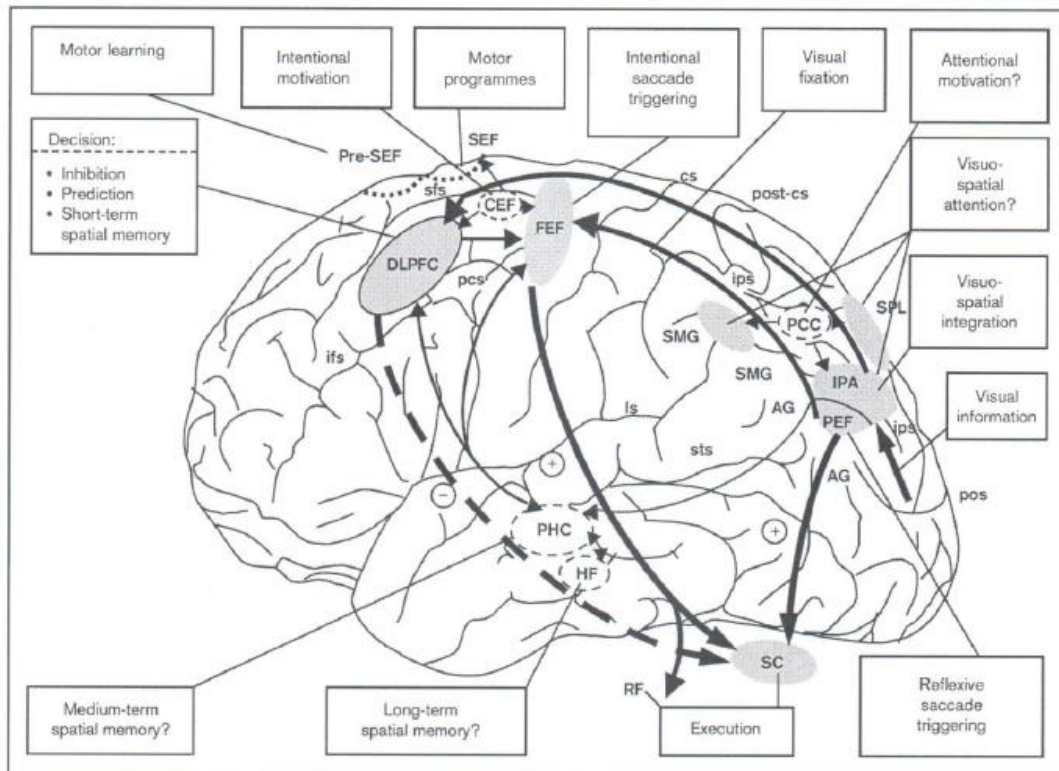 Motor learning
Intentional
motivation
Motor
programmes
Intentional
saccade
triggering
Visual
fixation
Attentional
motivation?
Decision:
• Inhibition
• Prediction
• Short-term
spatial memory
Visuo-
spatial
attention?
Visuo-
spatial
integration
Visual
information
Pre-SEF
SEF
sfs
CEF
FEF
cs
post-cs
DLPFC
pcs
ips
SPL
PCC
SMG
SMG
IPA
ifs
ls
AG
PEF
ips
sts
AG
pos
+
−
+
PHC
HF
SC
RF
Medium-term
spatial memory?
Long-term
spatial memory?
Execution
Reflexive
saccade
triggering